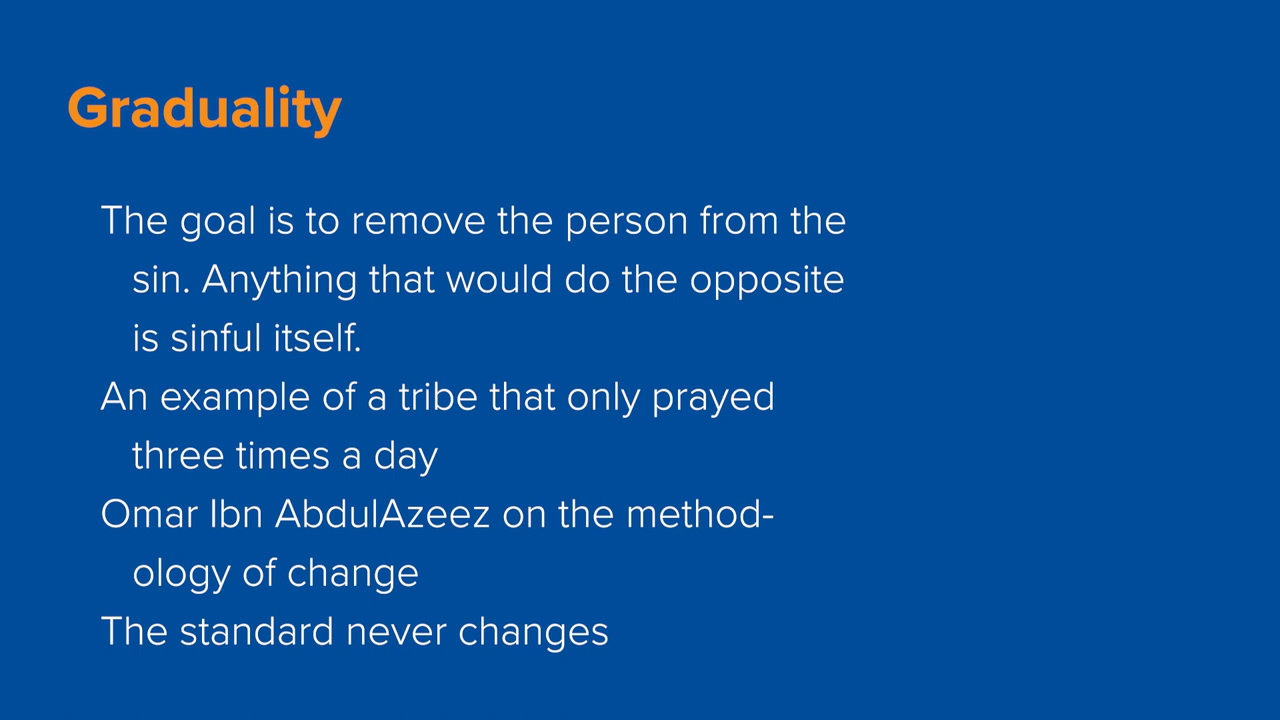 Graduality
The goal is to remove the person from the
sin. Anything that would do the opposite
is sinful itself.
An example of a tribe that only prayed
three times a day
Omar Ibn AbdulAzeez on the method-
ology of change
The standard never changes